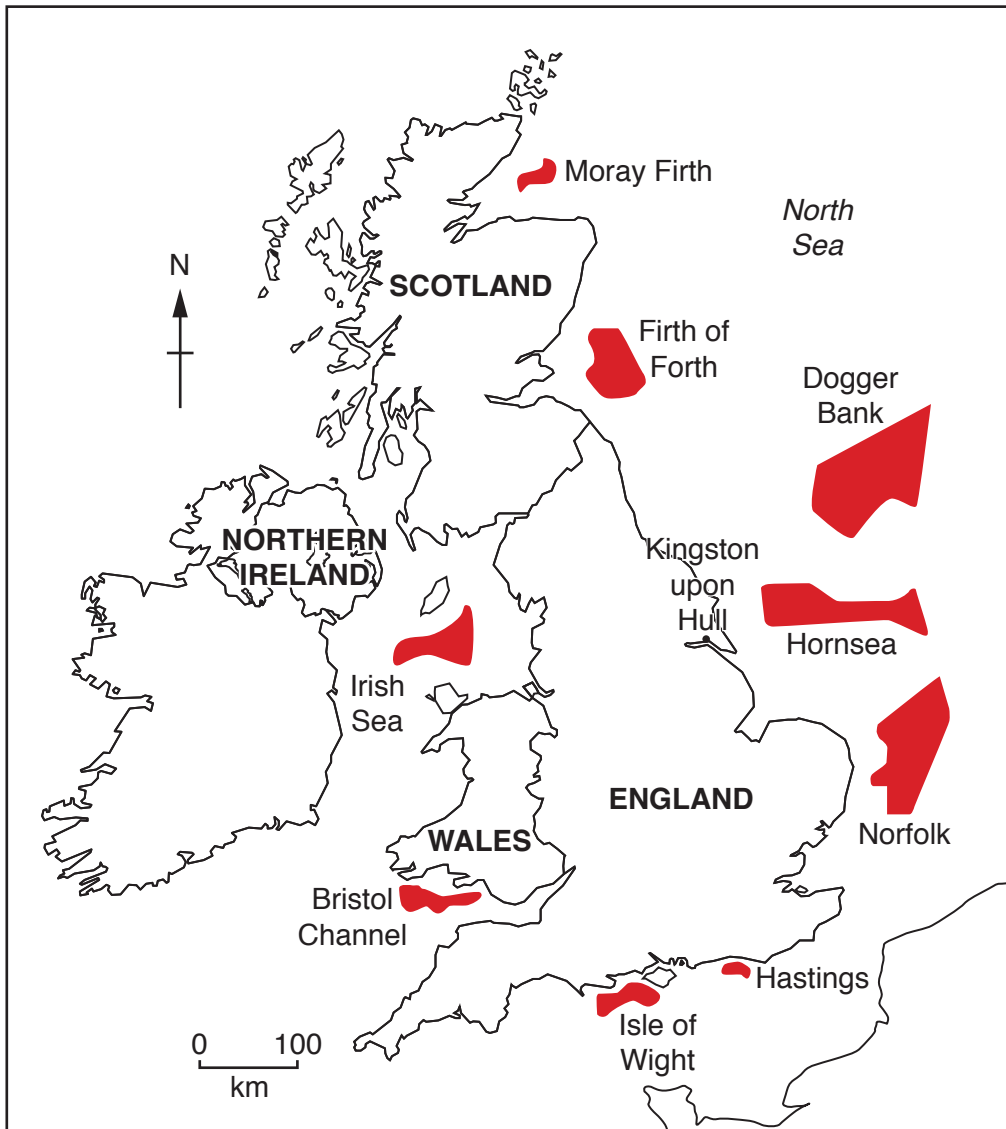 Moray Firth
North
Sea
N
SCOTLAND
Firth of
Forth
Dogger
Bank
NORTHERN
IRELAND
Kingston
upon
Hull
Hornsea
Irish
Sea
ENGLAND
Norfolk
WALES
Bristol
Channel
Hastings
Isle of
Wight
0 100
km